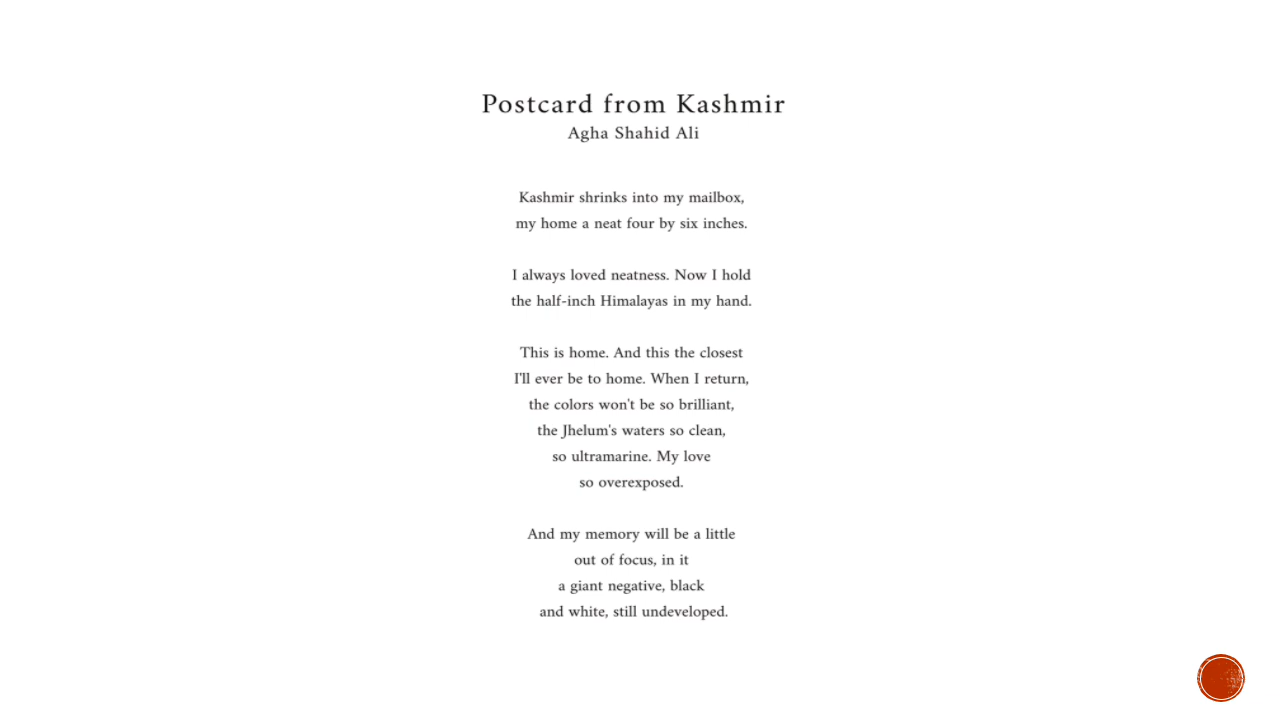 Postcard from Kashmir
Agha Shahid Ali
Kashmir shrinks into my mailbox,
my home a neat four by six inches.
I always loved neatness. Now I hold
the half-inch Himalayas in my hand.
This is home. And this the closest
I'll ever be to home. When I return,
the colors won't be so brilliant,
the Jhelum's waters so clean,
so ultramarine. My love
so overexposed.
And my memory will be a little
out of focus, in it
a giant negative, black
and white, still undeveloped.